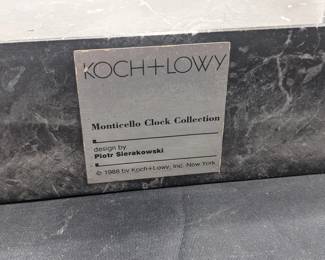 KOCH+LOWY
Monticello Clock Collection
design by
Piotr Sierakowski
© 1988 by Koch+Lowy, Inc. New York